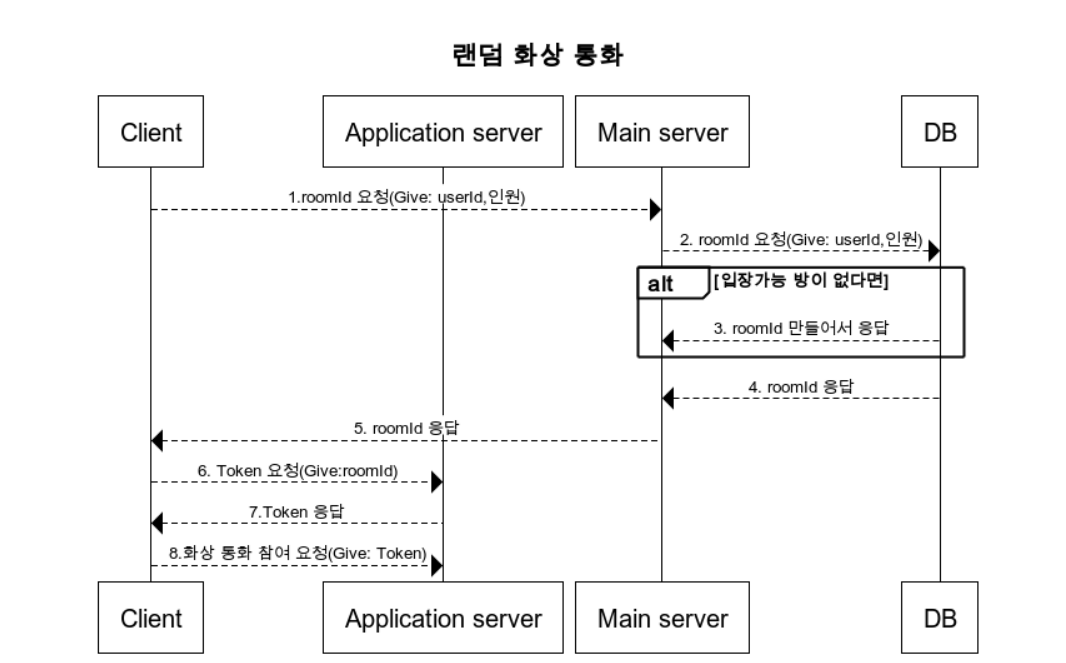 랜덤 화상 통화
Client
Application server
Main server
DB
1.roomId 요청(Give: userId,인원)
2. roomId 요청(Give: userId,인원)
alt
[입장가능 방이 없다면]
3. roomId 만들어서 응답
4. roomId 응답
5. roomId 응답
6. Token 요청(Give:roomId)
7.Token 응답
8.화상 통화 참여 요청(Give: Token)
Client
Application server
Main server
DB